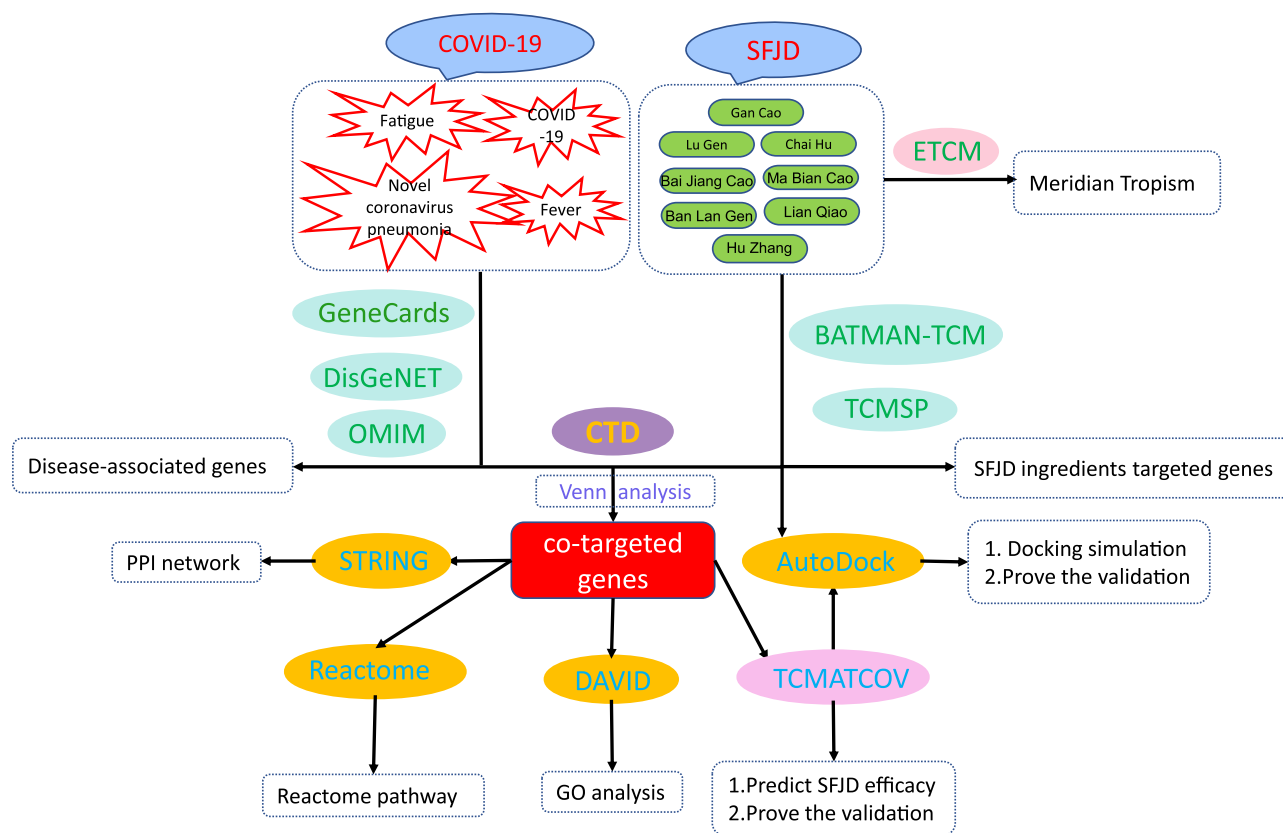 COVID-19
SFJD
Fatigue
COVID
-19
Novel
coronavirus
pneumonia
Fever
Gan Cao
Lu Gen
Chai Hu
Bai Jiang Cao
Ma Bian Cao
Ban Lan Gen
Lian Qiao
Hu Zhang
ETCM
Meridian Tropism
GeneCards
DisGeNET
OMIM
BATMAN-TCM
TCMSP
CTD
Disease-associated genes
SFJD ingredients targeted genes
Venn analysis
co-targeted
genes
STRING
PPI network
AutoDock
1. Docking simulation
2.Prove the validation
Reactome
DAVID
TCMATCOV
Reactome pathway
GO analysis
1.Predict SFJD efficacy
2.Prove the validation